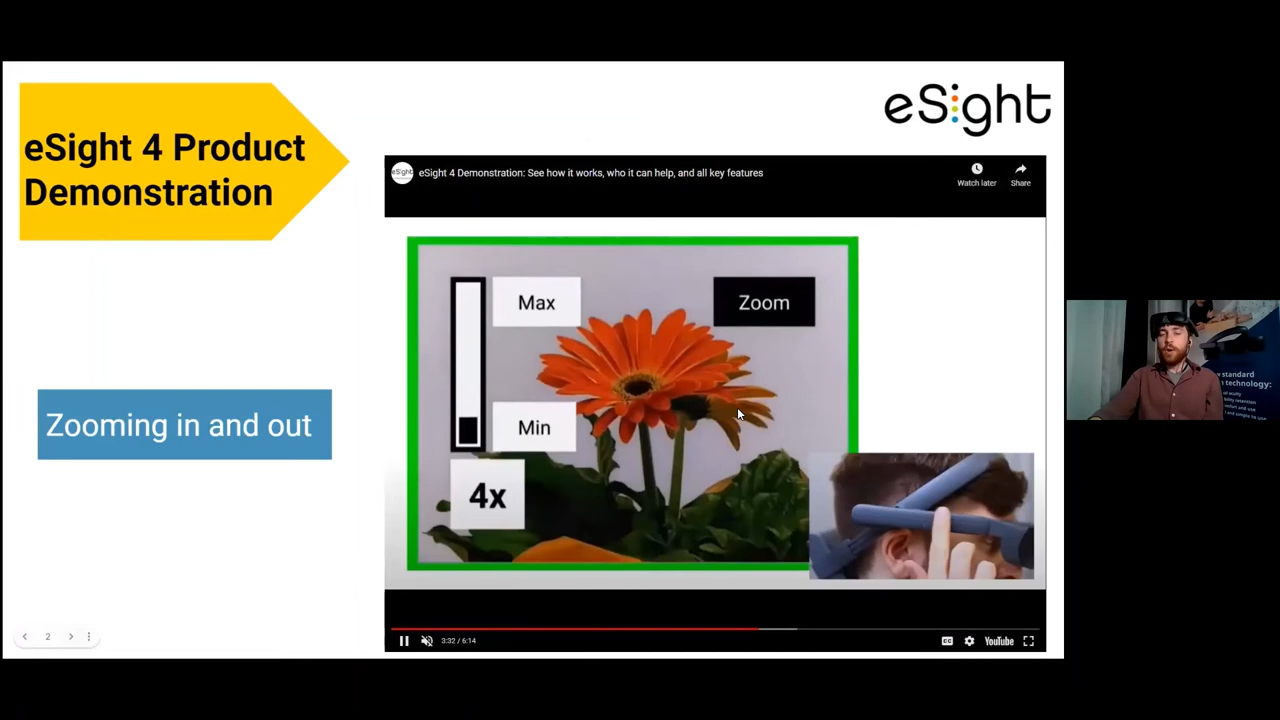 eSight 4 Product
Demonstration
eSight
eSight
eSight 4 Demonstration: See how it works, who it can help, and all key features
Watch later
Share
Max
Zoom
Min
4x
Zooming in and out
standard
technology:
2
3:32 / 6:14
CC
YouTube